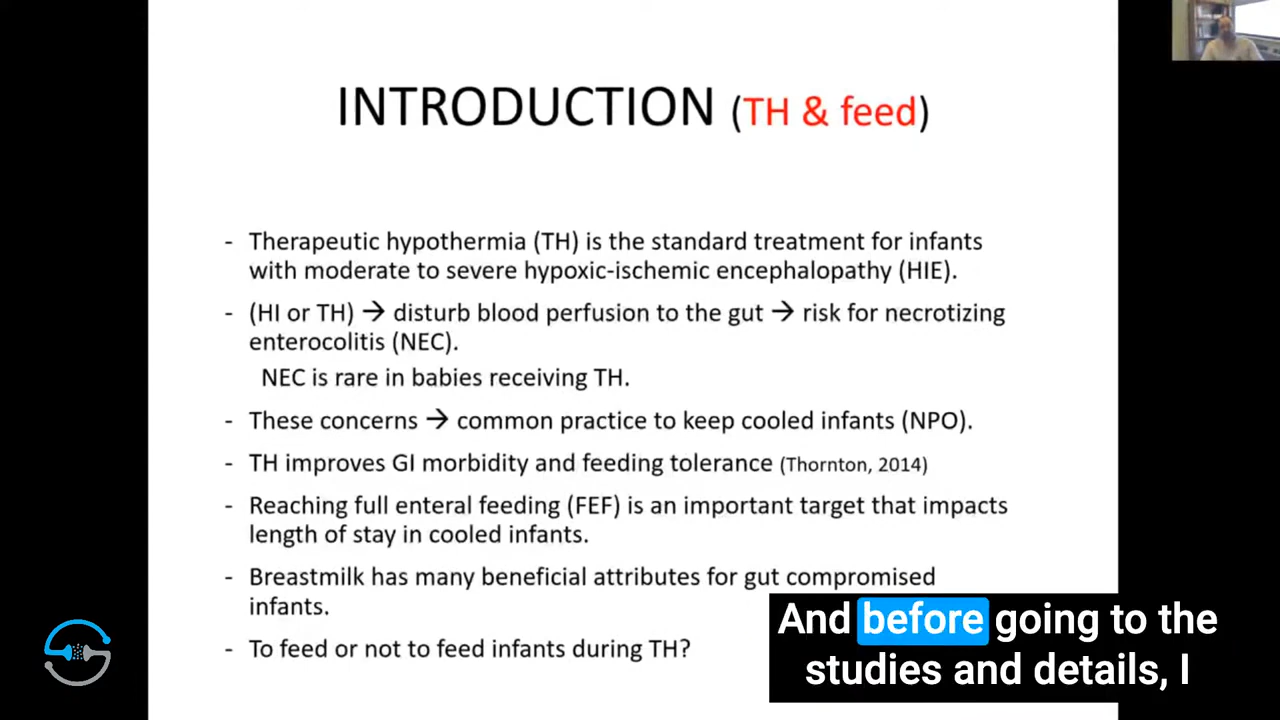 INTRODUCTION (TH & feed)
- Therapeutic hypothermia (TH) is the standard treatment for infants
with moderate to severe hypoxic-ischemic encephalopathy (HIE).
- (HI or TH) → disturb blood perfusion to the gut → risk for necrotizing
enterocolitis (NEC).
NEC is rare in babies receiving TH.
- These concerns → common practice to keep cooled infants (NPO).
- TH improves GI morbidity and feeding tolerance (Thornton, 2014)
- Reaching full enteral feeding (FEF) is an important target that impacts
length of stay in cooled infants.
- Breastmilk has many beneficial attributes for gut compromised
infants.
- To feed or not to feed infants during TH?
And before going to the
studies and details, I